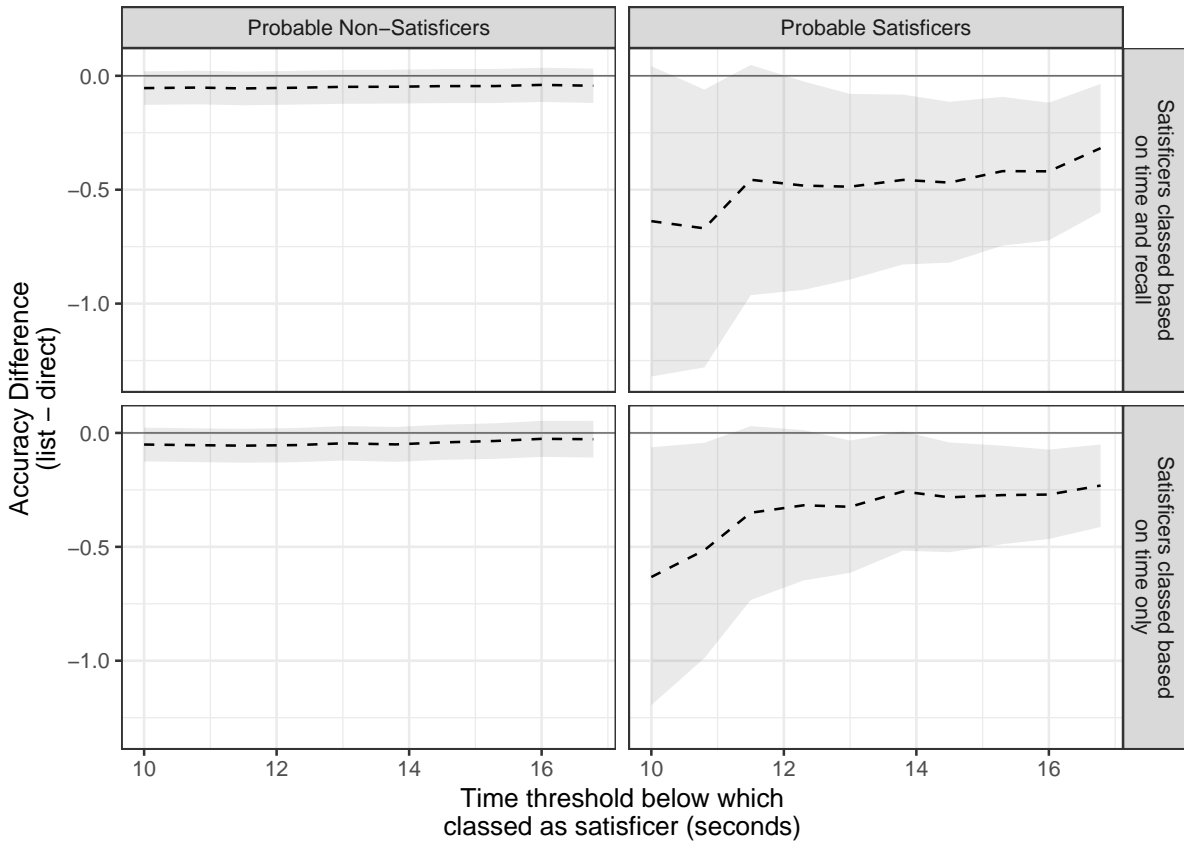 Probable Non−Satisficers
Probable Satisficers
0.0
−0.5
−1.0
Satisficers classed based
on time and recall
0.0
−0.5
−1.0
Satisficers classed based
on time only
Accuracy Difference
(list − direct)
10
12
14
16
10
12
14
16
Time threshold below which
classed as satisficer (seconds)